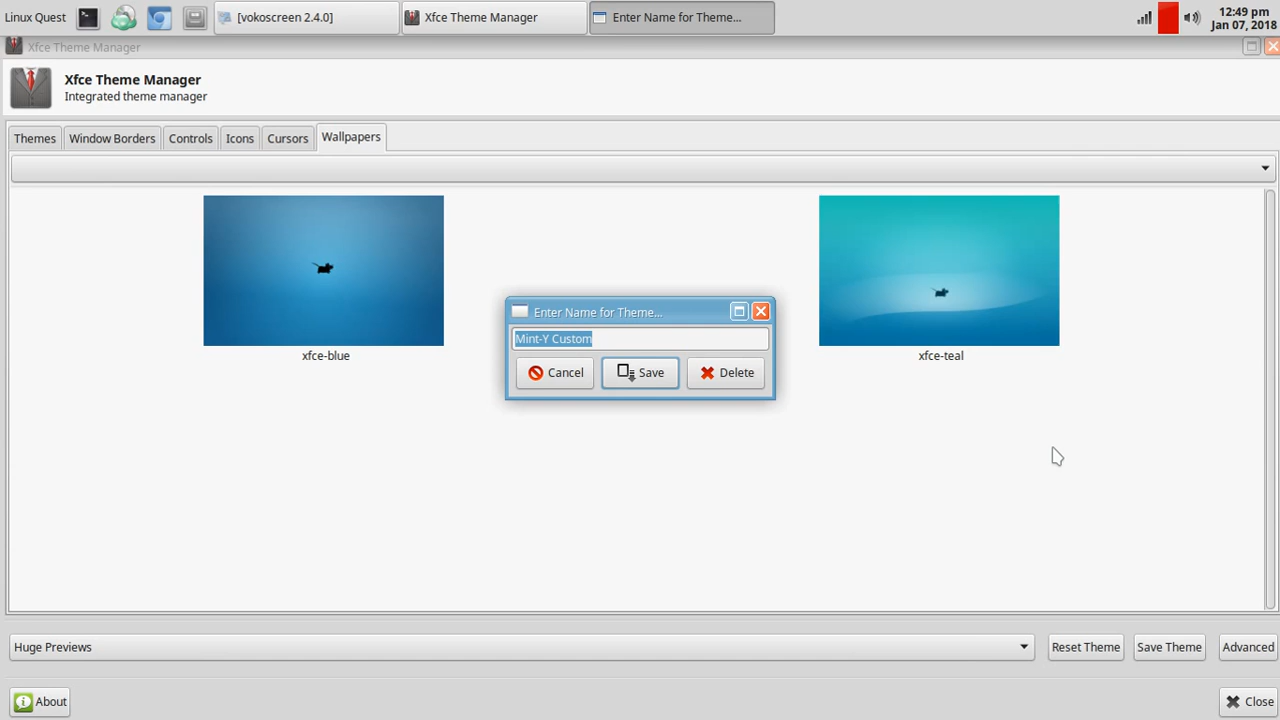 Linux Quest
[vokoscreen 2.4.0]
Xfce Theme Manager
Enter Name for Theme...
12:49 pm
Jan 07, 2018
Xfce Theme Manager
Xfce Theme Manager
Integrated theme manager
Themes
Window Borders
Controls
Icons
Cursors
Wallpapers
xfce-blue
xfce-teal
Enter Name for Theme...
Mint-Y Custom
Cancel
Save
Delete
Huge Previews
Reset Theme
Save Theme
Advanced
About
Close